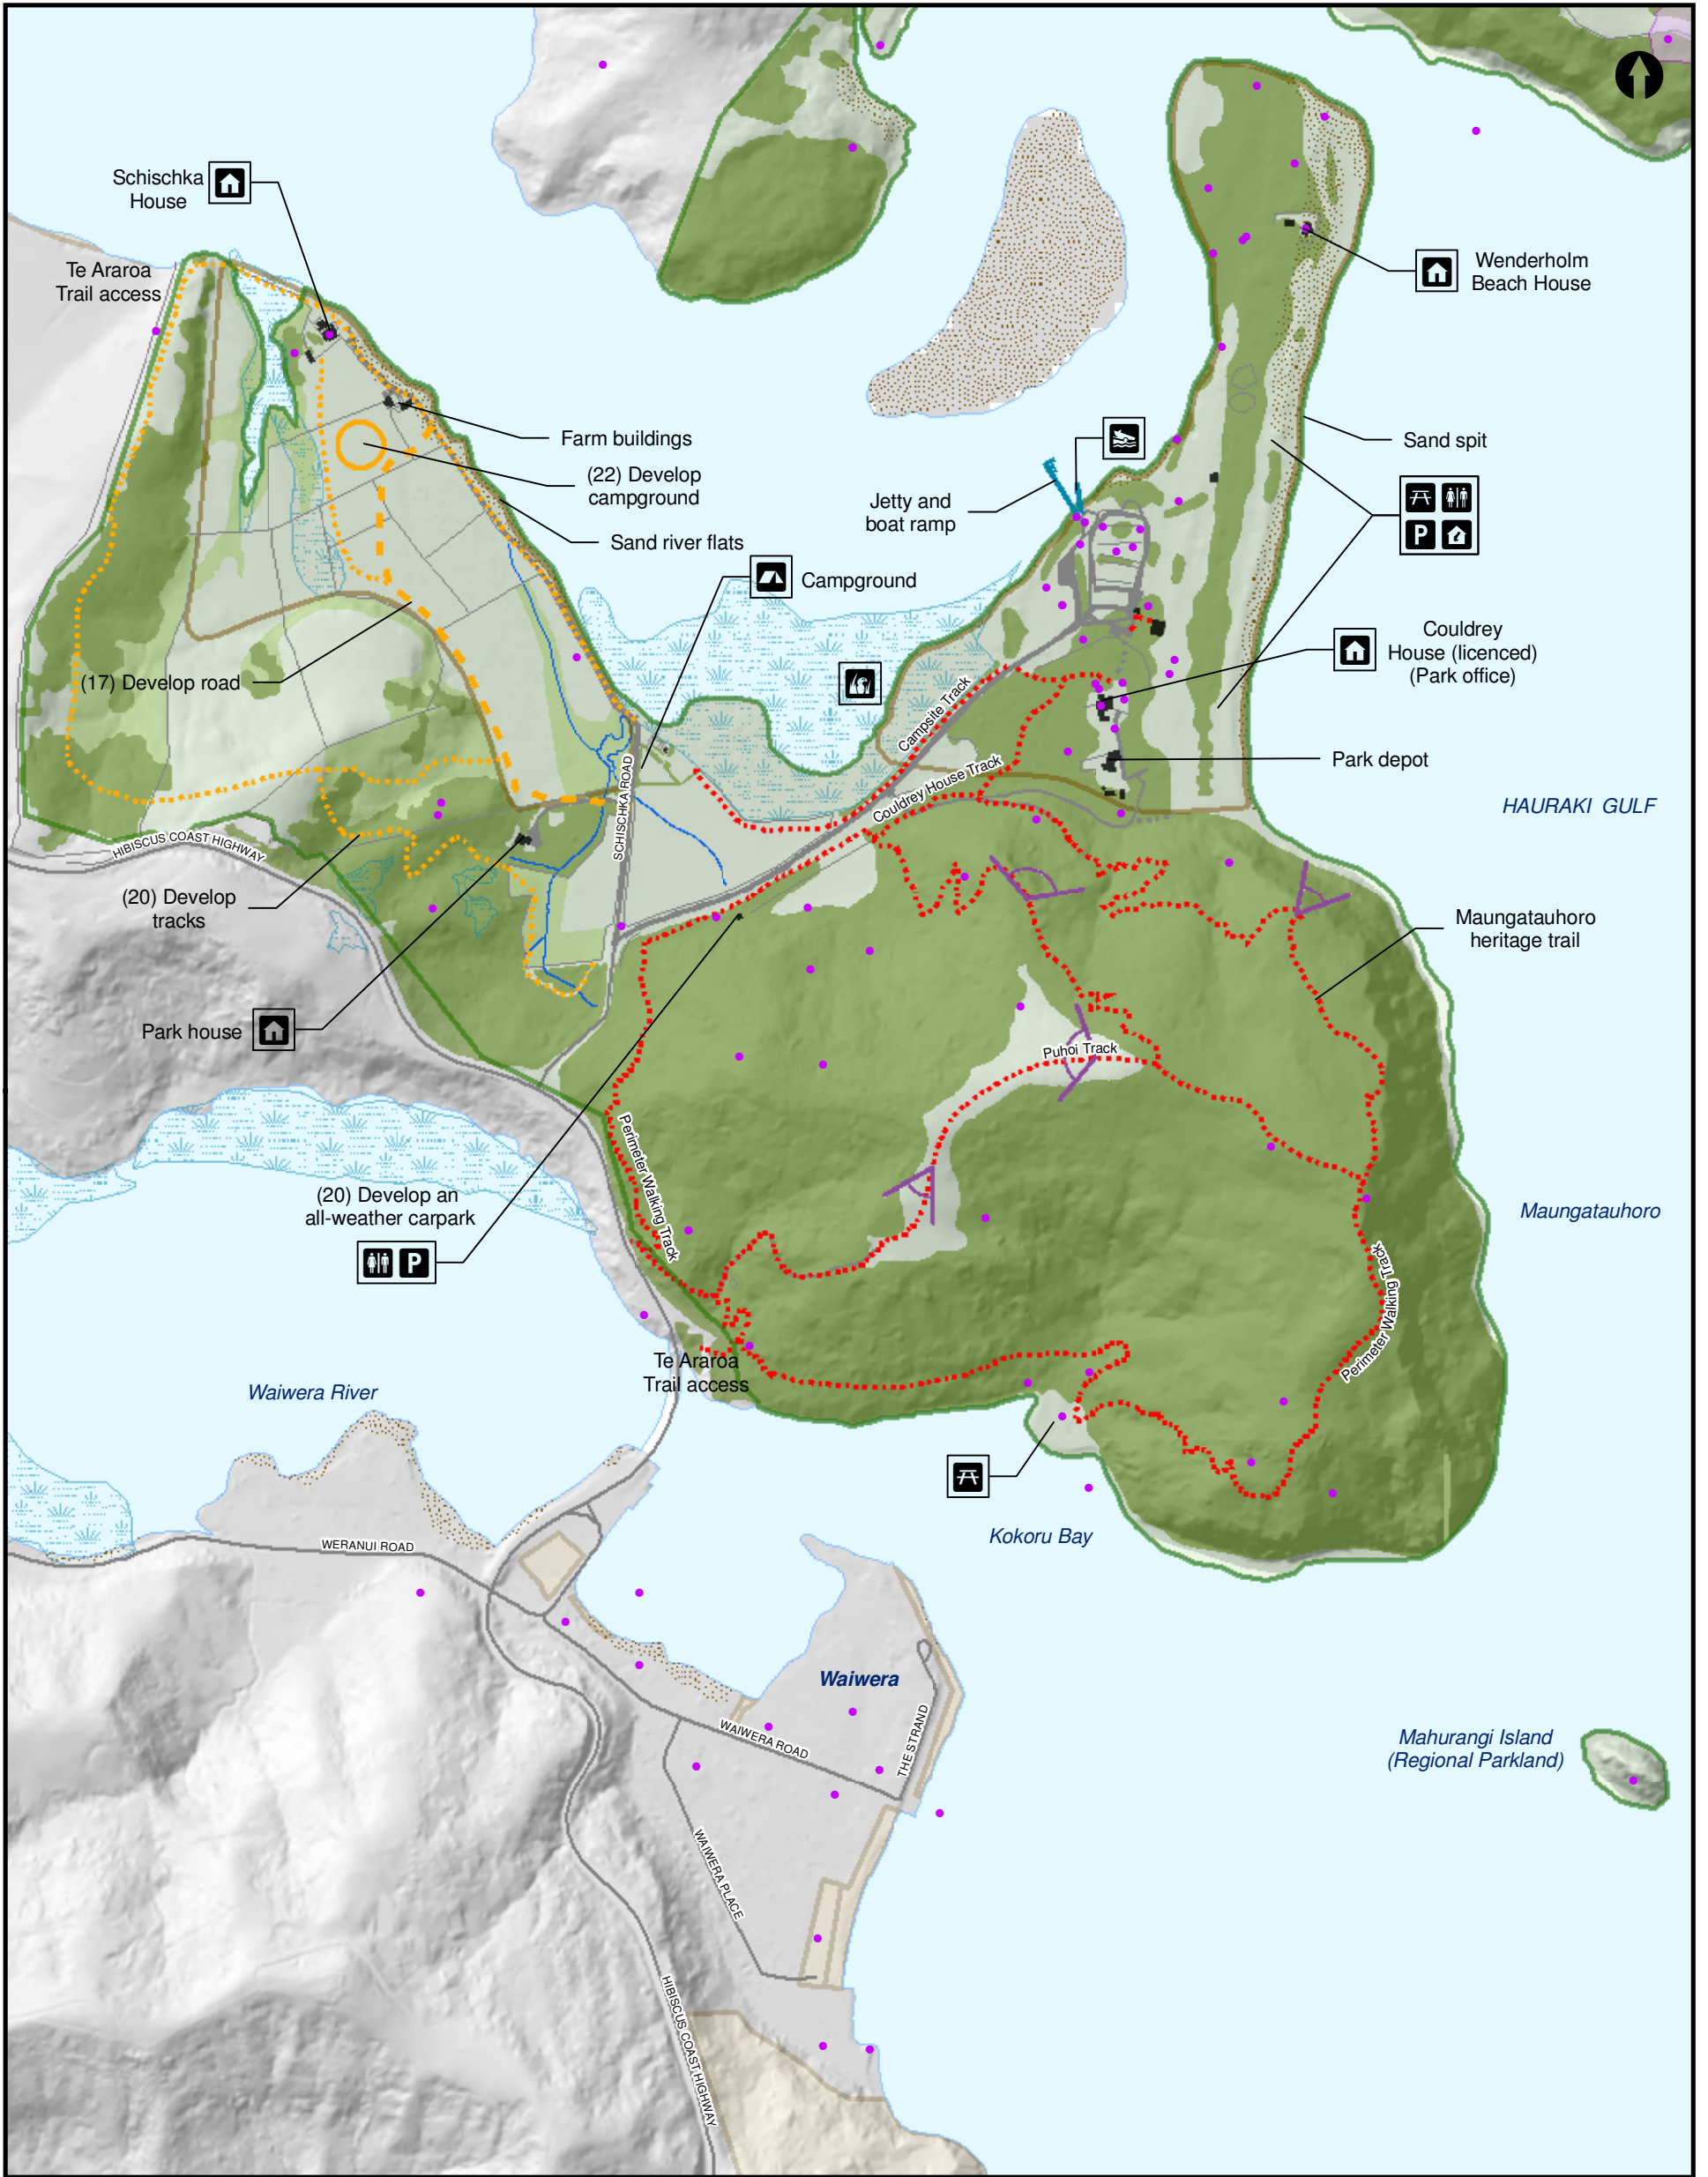 Schischka
House
Te Araroa
Trail access
Wenderholm
Beach House
Farm buildings
(22) Develop
campground
Sand river flats
Jetty and
boat ramp
Sand spit
P
Campground
Couldrey
House (licenced)
(Park office)
(17) Develop road
Campsite Track
Park depot
Couldrey House Track
HAURAKI GULF
SCHISCHKA ROAD
HIBISCUS COAST HIGHWAY
(20) Develop
tracks
Maungatauhoro
heritage trail
Park house
Puhoi Track
Perimeter Walking Track
(20) Develop an
all-weather carpark
P
Maungatauhoro
Perimeter Walking Track
Te Araroa
Trail access
Waiwera River
Kokoru Bay
WERANUI ROAD
Waiwera
WAIWERA ROAD
THE STRAND
Mahurangi Island
(Regional Parkland)
WAIWERA PLACE
HIBISCUS COAST HIGHWAY